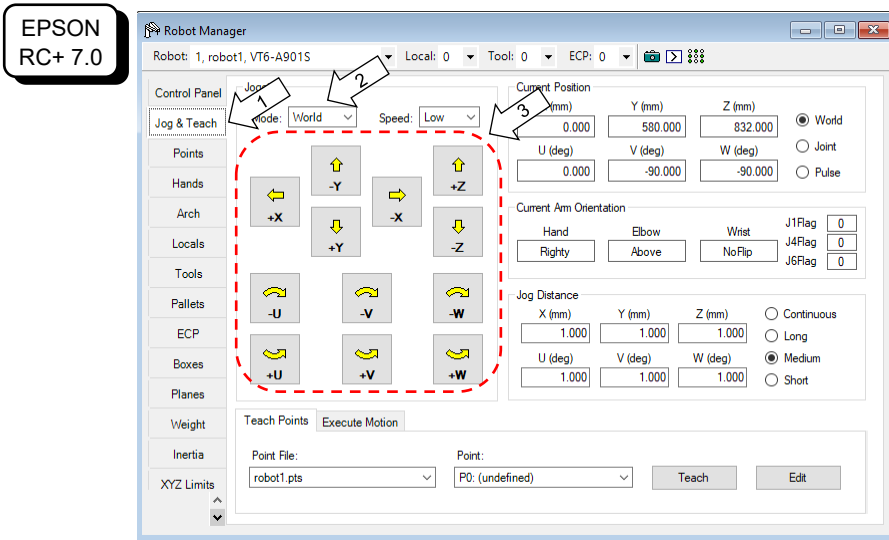 EPSON
RC+ 7.0
Robot Manager
Robot: 1, robot1, VT6-A901S Local: 0 Tool: 0 ECP: 0
Control Panel
Jog & Teach
Points
Hands
Arch
Locals
Tools
Pallets
ECP
Boxes
Planes
Weight
Inertia
XYZ Limits
1
2
3
Mode: World Speed: Low
-Y
+Z
+X
-X
+Y
-Z
-U -V -W
+U +V +W
Current Position
(mm) Y (mm) Z (mm)
0.000 580.000 832.000
U (deg) V (deg) W (deg)
0.000 -90.000 -90.000
World
Joint
Pulse
Current Arm Orientation
Hand Elbow Wrist
Righty Above NoFlip
J1Flag 0
J4Flag 0
J6Flag 0
Jog Distance
X (mm) Y (mm) Z (mm)
1.000 1.000 1.000
U (deg) V (deg) W (deg)
1.000 1.000 1.000
Continuous
Long
Medium
Short
Teach Points Execute Motion
Point File: Point:
robot1.pts P0: (undefined) Teach Edit